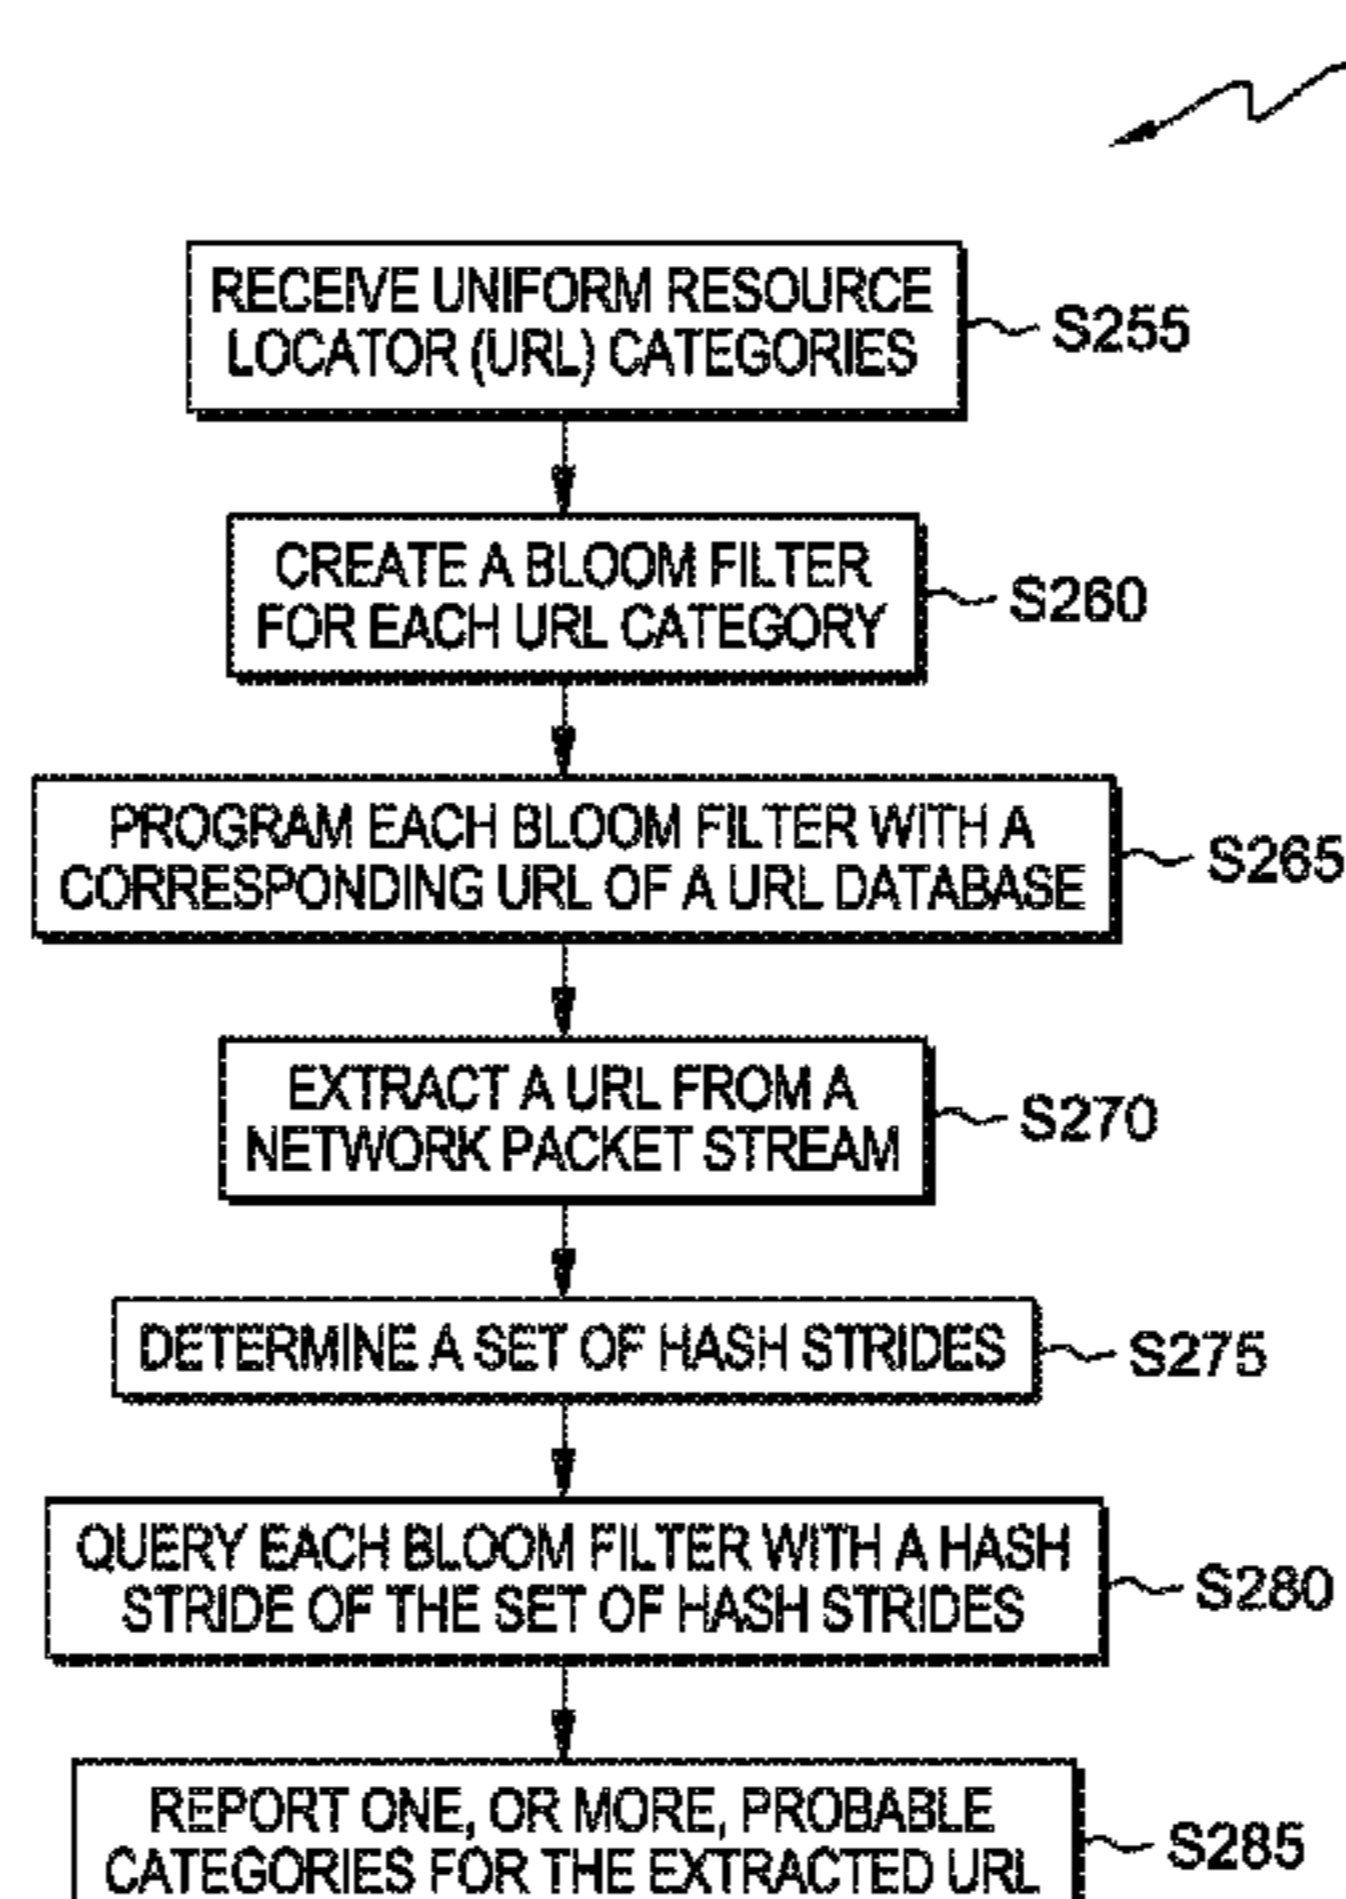 RECEIVE UNIFORM RESOURCE
LOCATOR (URL) CATEGORIES
S255
CREATE A BLOOM FILTER
FOR EACH URL CATEGORY
S260
PROGRAM EACH BLOOM FILTER WITH A
CORRESPONDING URL OF A URL DATABASE
S265
EXTRACT A URL FROM A
NETWORK PACKET STREAM
S270
DETERMINE A SET OF HASH STRIDES
S275
QUERY EACH BLOOM FILTER WITH A HASH
STRIDE OF THE SET OF HASH STRIDES
S280
REPORT ONE, OR MORE, PROBABLE
CATEGORIES FOR THE EXTRACTED URL
S285